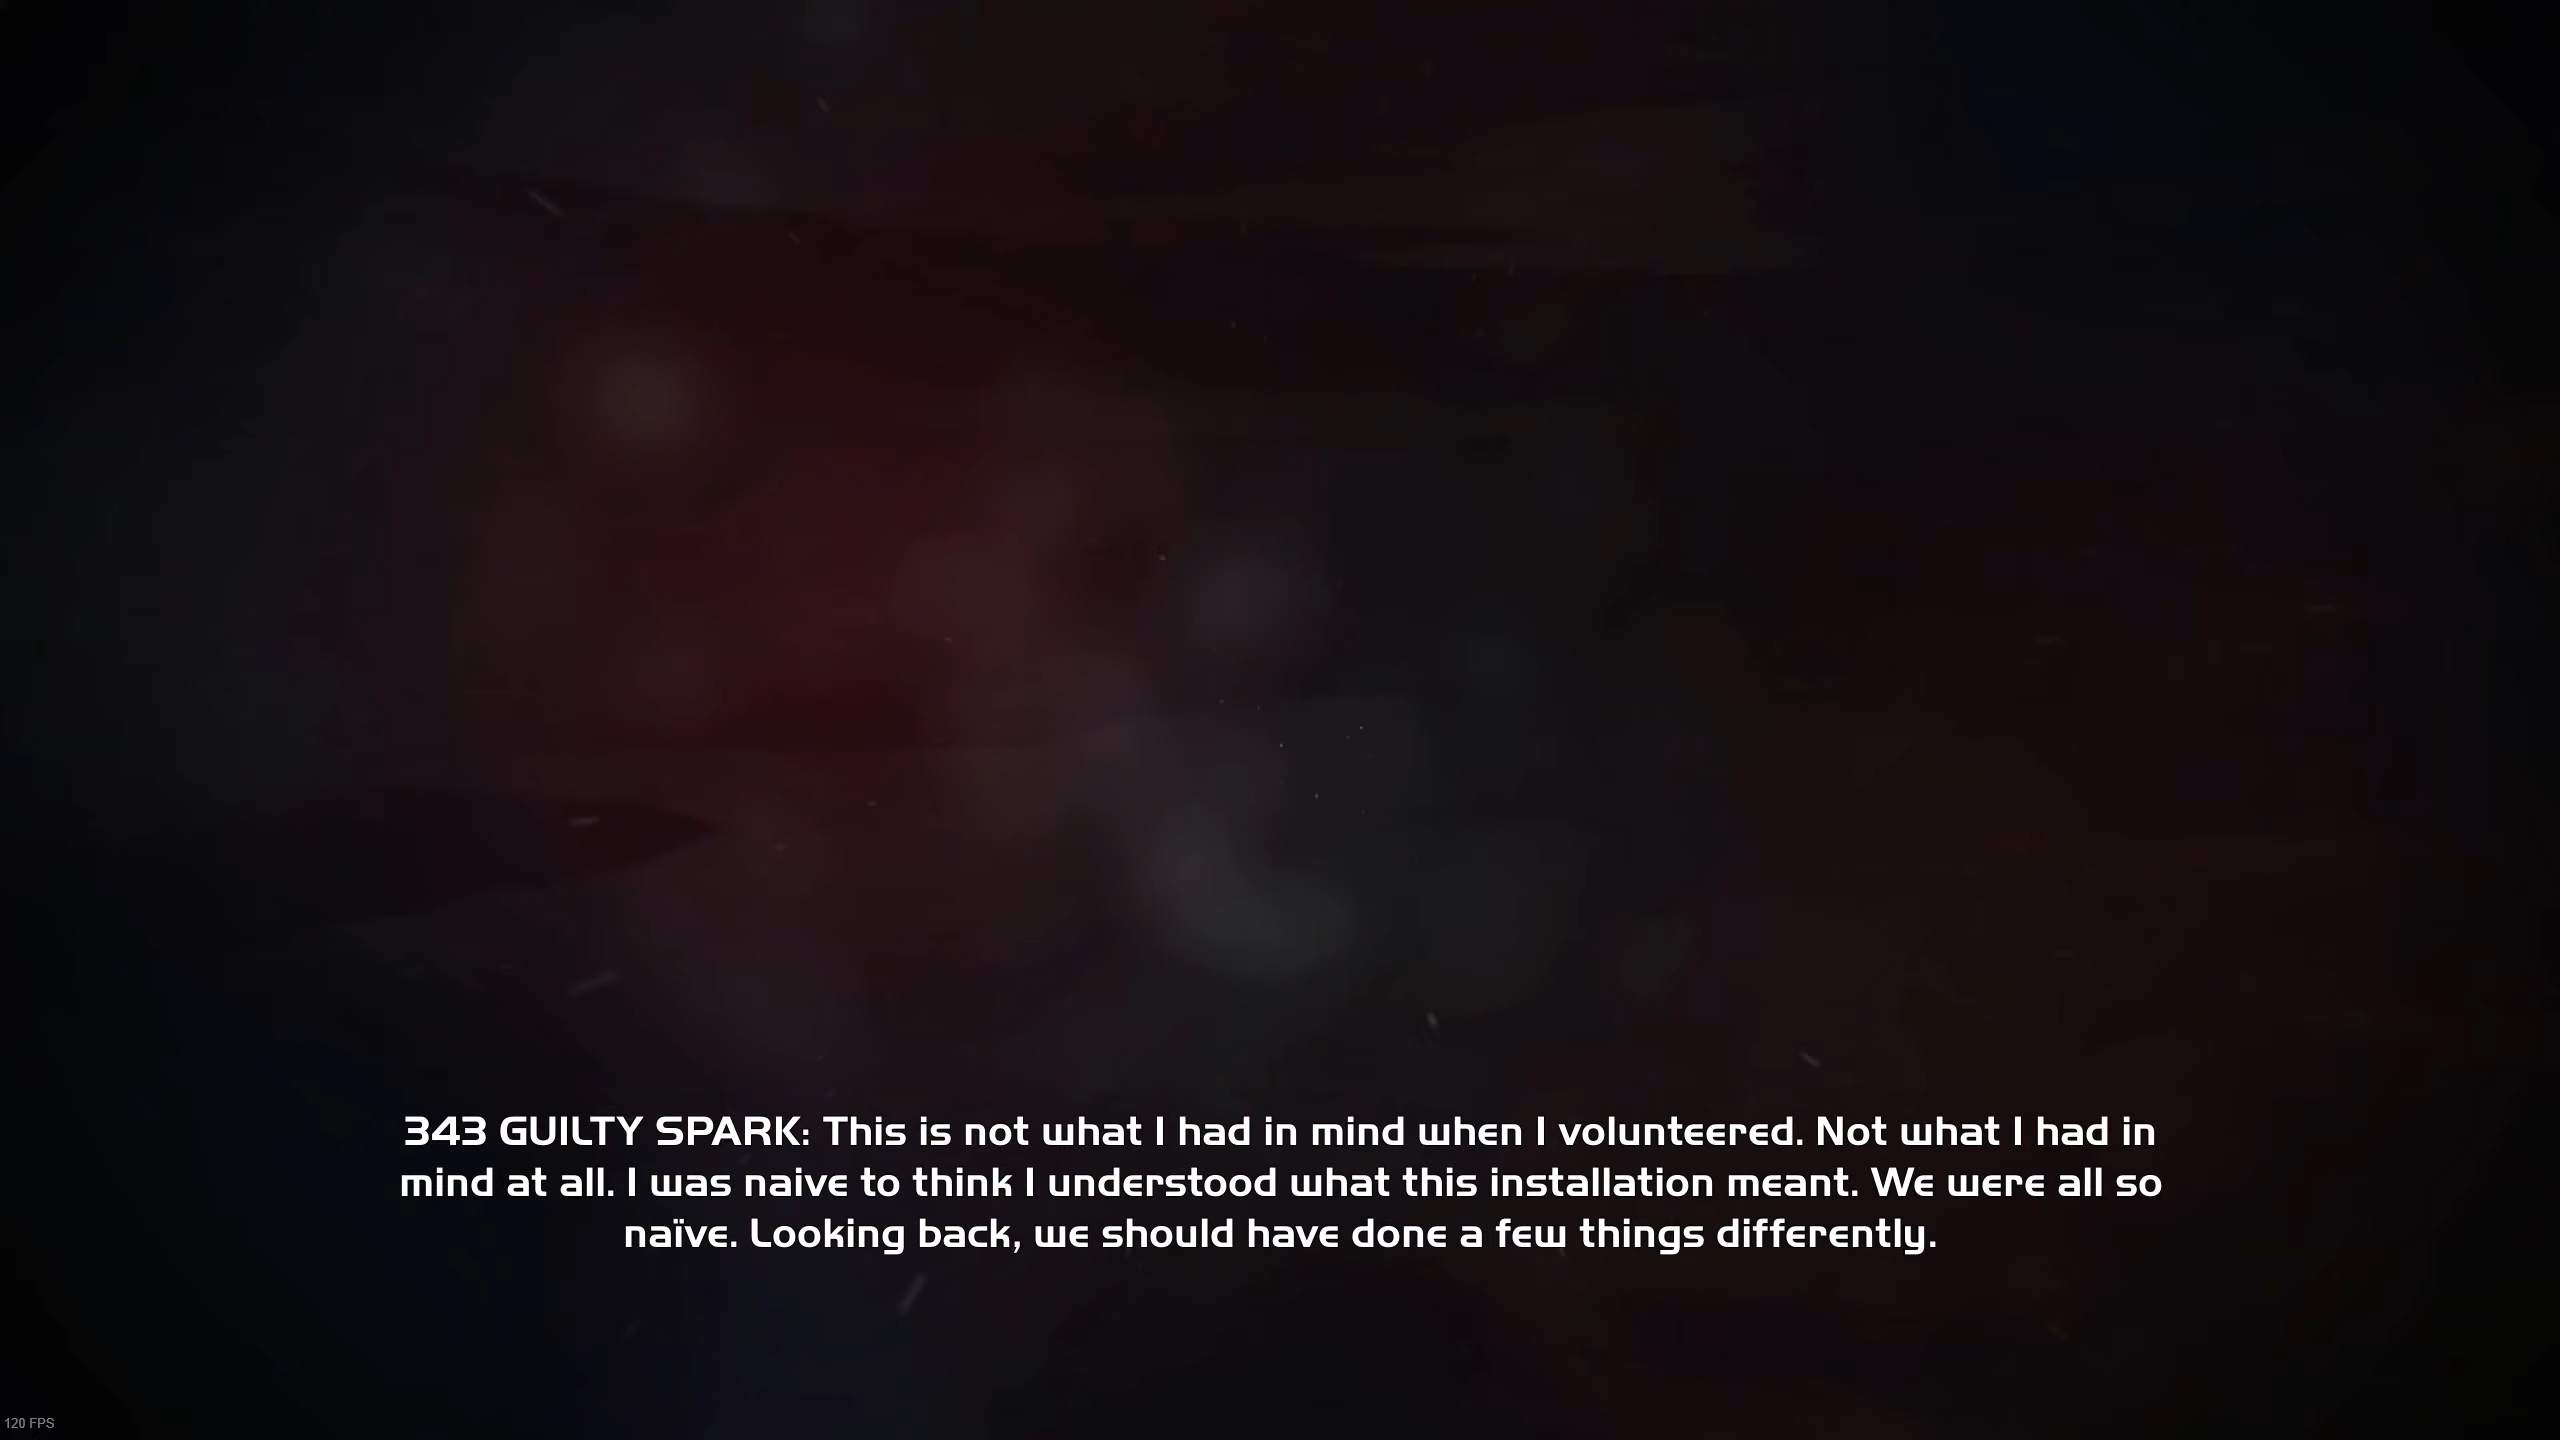 343 GUILTY SPARK: This is not what I had in mind when I volunteered. Not what I had in
mind at all. I was naive to think I understood what this installation meant. We were all so
naïve. Looking back, we should have done a few things differently.
120 FPS